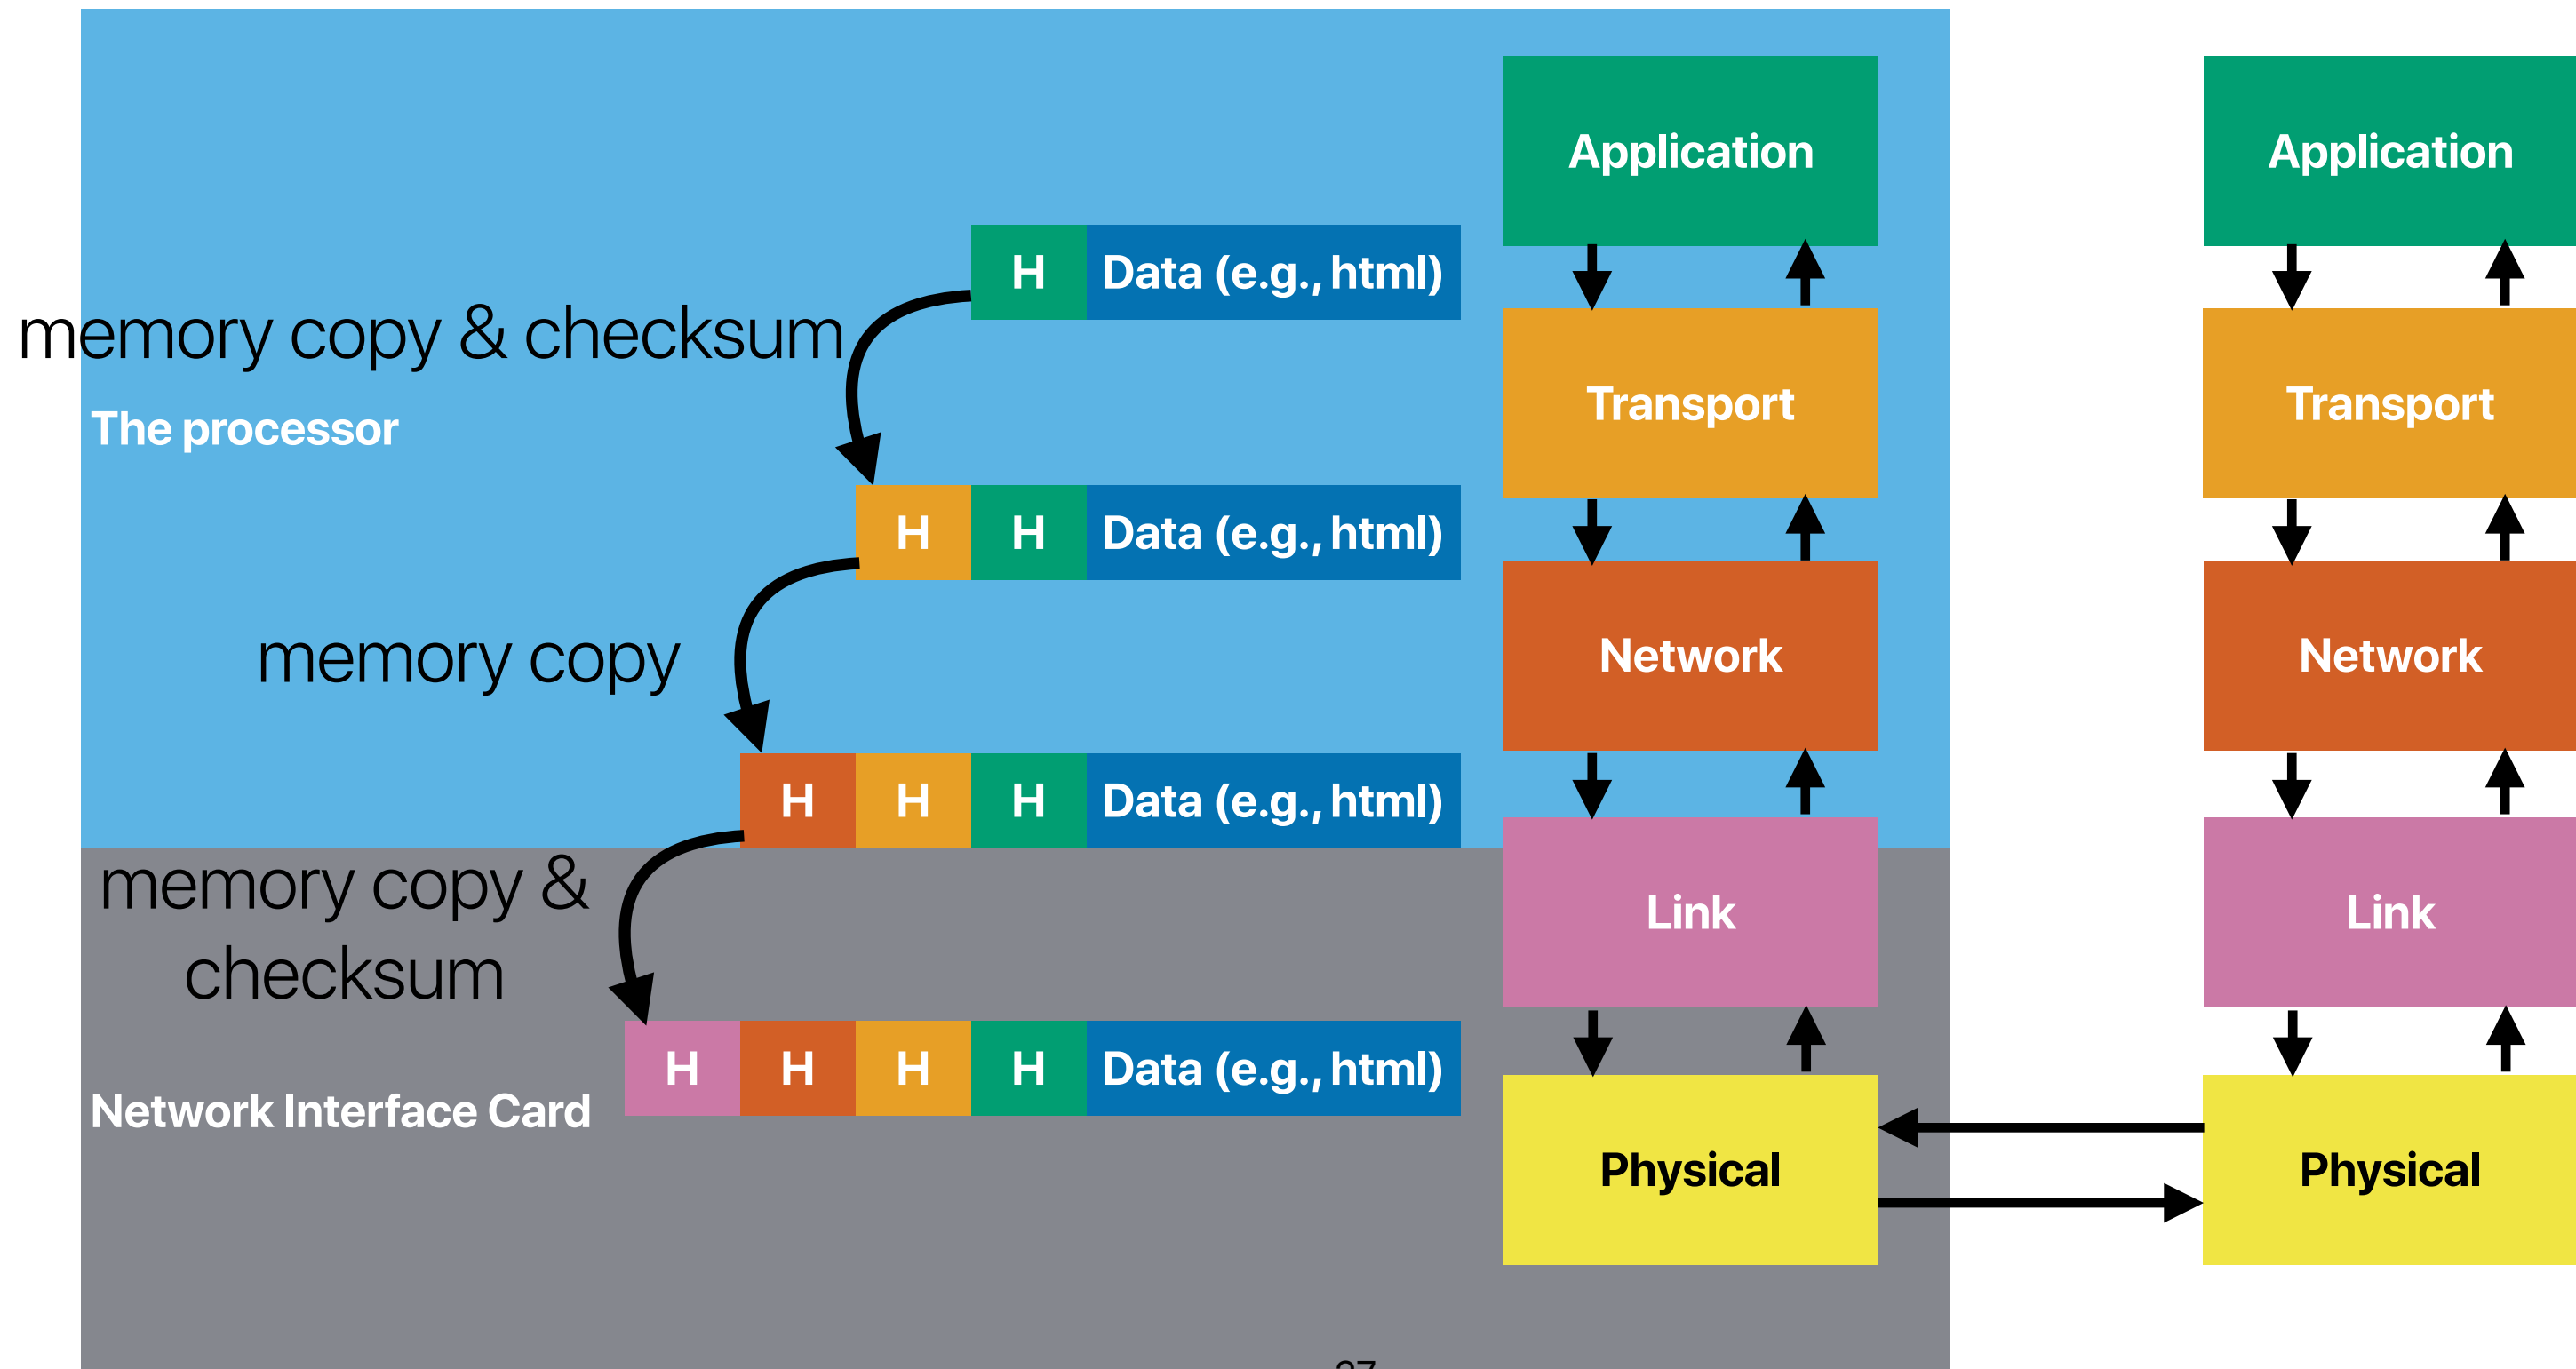 Application
Application
H Data (e.g., html)
memory copy & checksum
The processor
Transport
Transport
H H Data (e.g., html)
memory copy
Network
Network
H H H Data (e.g., html)
memory copy &
checksum
Link
Link
H H H H Data (e.g., html)
Network Interface Card
Physical
Physical